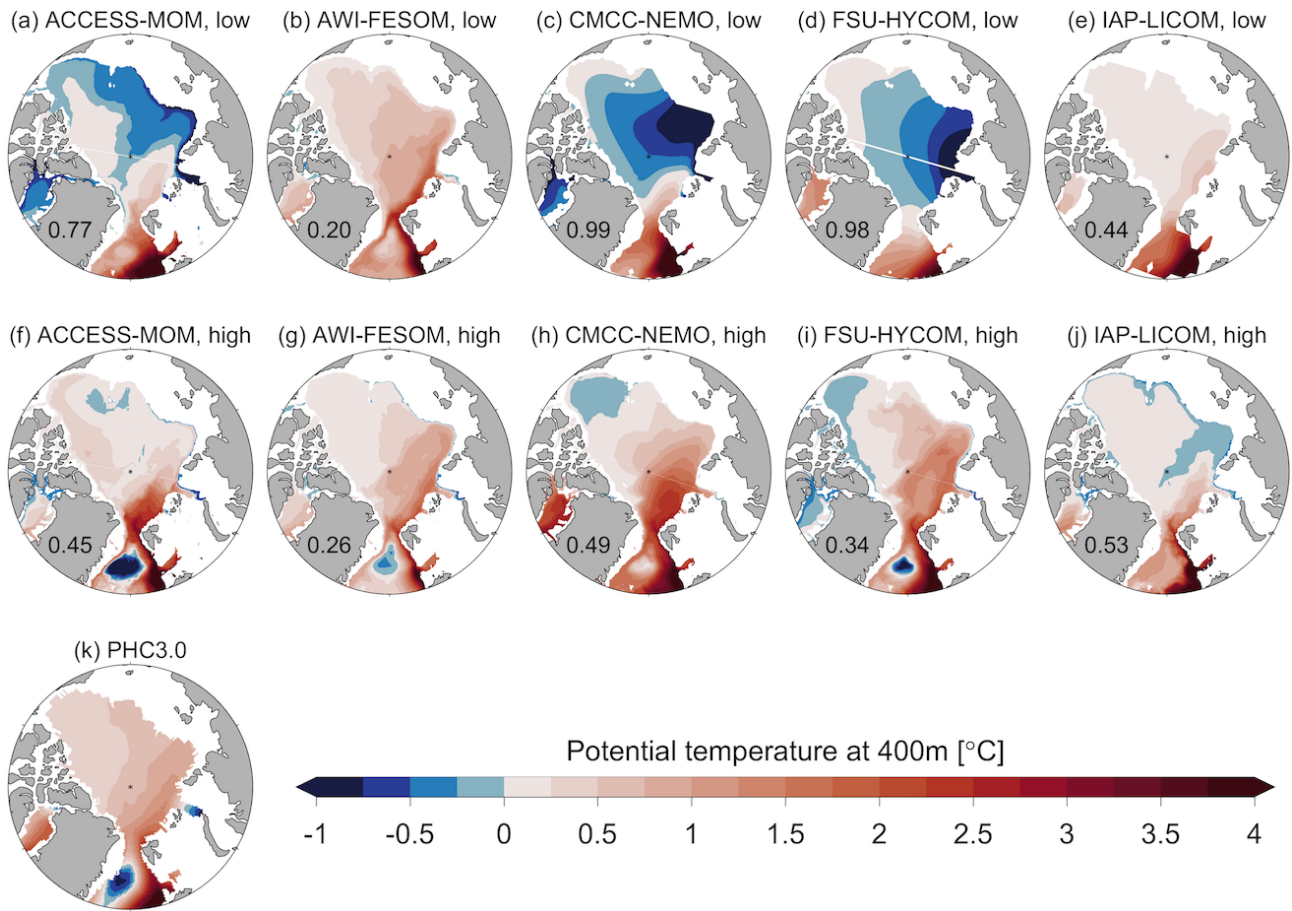 (a) ACCESS-MOM, low
(b) AWI-FESOM, low
(c) CMCC-NEMO, low
(d) FSU-HYCOM, low
(e) IAP-LICOM, low
0.77
0.20
0.99
0.98
0.44
(f) ACCESS-MOM, high
(g) AWI-FESOM, high
(h) CMCC-NEMO, high
(i) FSU-HYCOM, high
(j) IAP-LICOM, high
0.45
0.26
0.49
0.34
0.53
(k) PHC3.0
Potential temperature at 400m [°C]
-1 -0.5 0 0.5 1 1.5 2 2.5 3 3.5 4